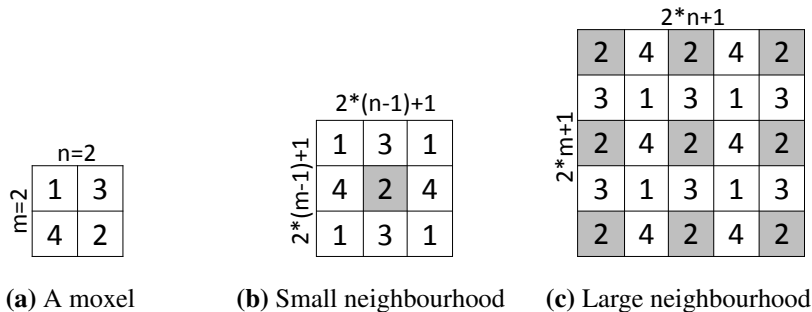 n=2
m=2
1 3
4 2
(a) A moxel
2*(n-1)+1
2*(m-1)+1
1 3 1
4 2 4
1 3 1
(b) Small neighbourhood
2*n+1
2*m+1
2 4 2 4 2
3 1 3 1 3
2 4 2 4 2
3 1 3 1 3
2 4 2 4 2
(c) Large neighbourhood